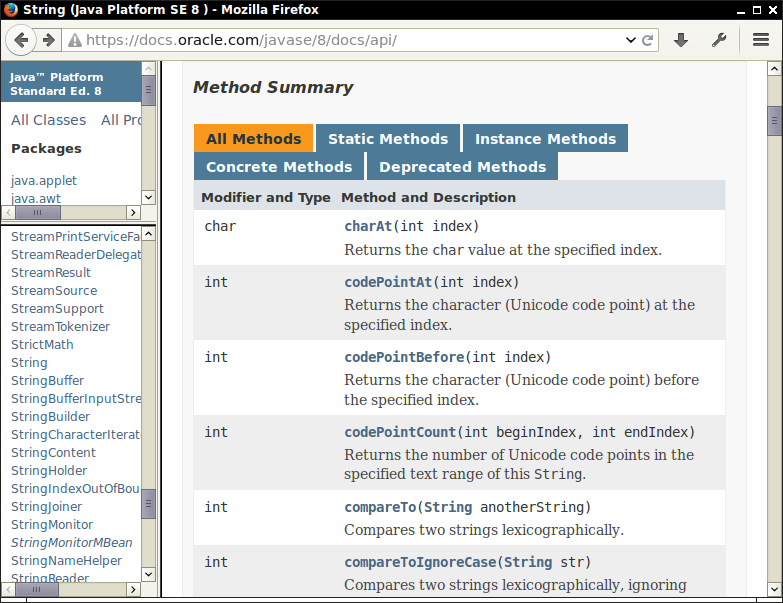 String (Java Platform SE 8 ) - Mozilla Firefox
https://docs.oracle.com/javase/8/docs/api/
Java™ Platform
Standard Ed. 8
All Classes All Pro
Packages
java.applet
java.awt
StreamPrintServiceFa
StreamReaderDelegat
StreamResult
StreamSource
StreamSupport
StreamTokenizer
StrictMath
String
StringBuffer
StringBufferInputStre
StringBuilder
StringCharacterIterat
StringContent
StringHolder
StringIndexOutOfBou
StringJoiner
StringMonitor
StringMonitorMBean
StringNameHelper
StringReader
Method Summary
All Methods Static Methods Instance Methods
Concrete Methods Deprecated Methods
Modifier and Type Method and Description
char charAt(int index)
Returns the char value at the specified index.
int codePointAt(int index)
Returns the character (Unicode code point) at the
specified index.
int codePointBefore(int index)
Returns the character (Unicode code point) before
the specified index.
int codePointCount(int beginIndex, int endIndex)
Returns the number of Unicode code points in the
specified text range of this String.
int compareTo(String anotherString)
Compares two strings lexicographically.
int compareToIgnoreCase(String str)
Compares two strings lexicographically, ignoring